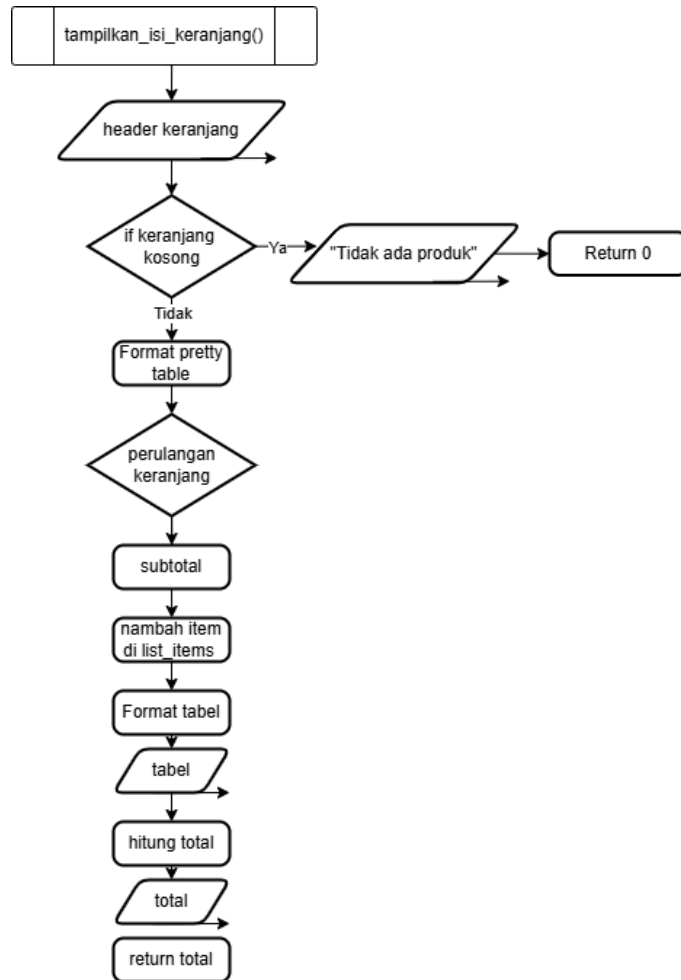 tampilkan_isi_keranjang()
header keranjang
if keranjang
kosong
Ya
"Tidak ada produk"
Return 0
Tidak
Format pretty
table
perulangan
keranjang
subtotal
nambah item
di list_items
Format tabel
tabel
hitung total
total
return total